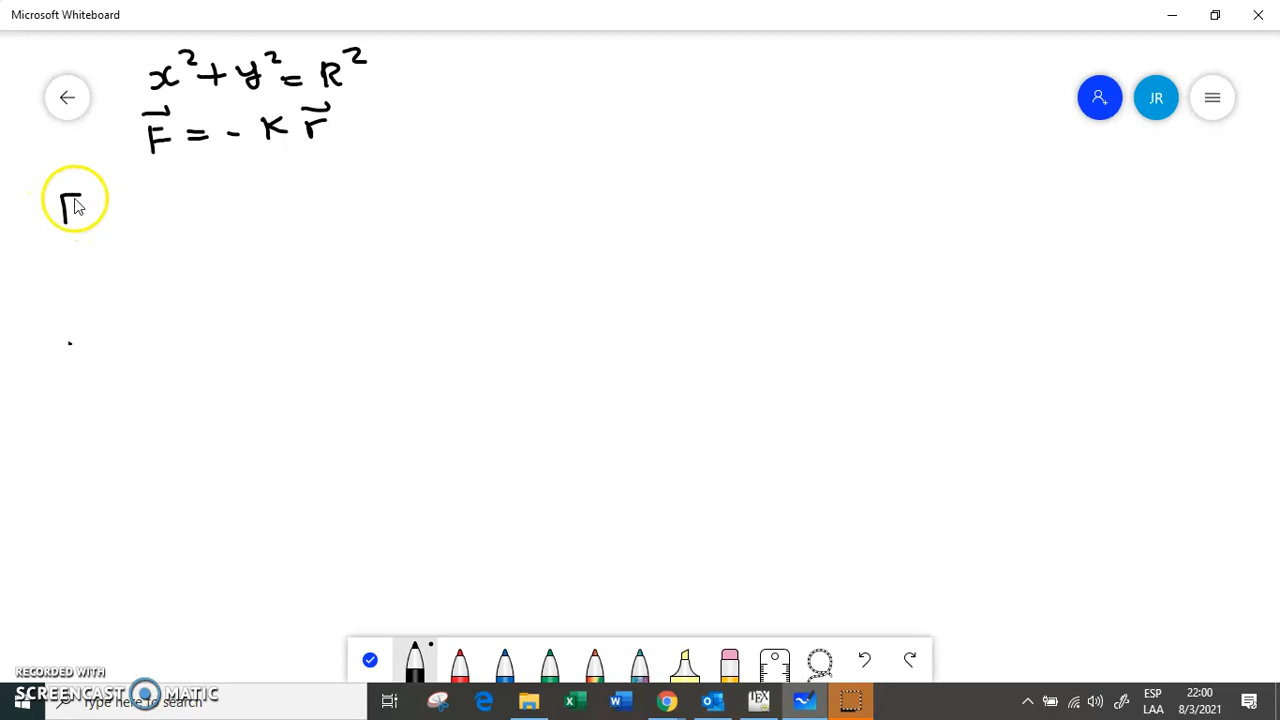 Microsoft Whiteboard
x² + y² = R²
JR
F⃗ = - K r⃗
RECORDED WITH
SCREENCAST MATIC
Type here to search
ESP
LAA
22:00
8/3/2021